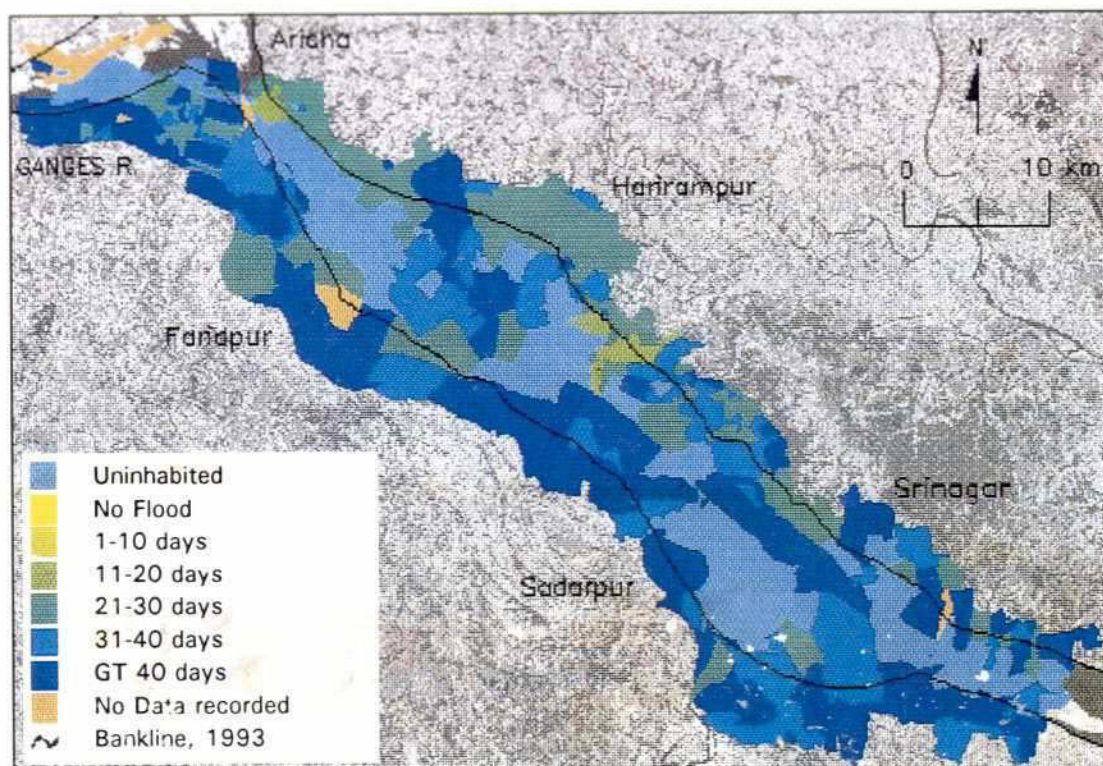 Aricha
N
GANGES R.
0 10 km
Harirampur
Faridpur
Srinagar
Sadarpur
Uninhabited
No Flood
1-10 days
11-20 days
21-30 days
31-40 days
GT 40 days
No Data recorded
Bankline, 1993